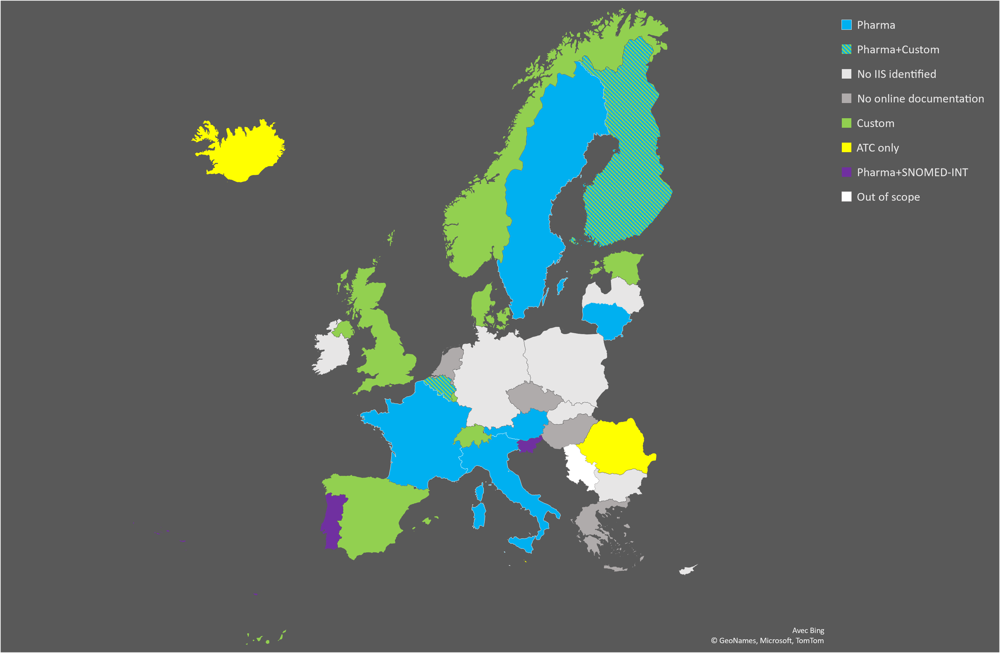 Pharma
Pharma+Custom
No IIS identified
No online documentation
Custom
ATC only
Pharma+SNOMED-INT
Out of scope
Avec Bing
© GeoNames, Microsoft, TomTom